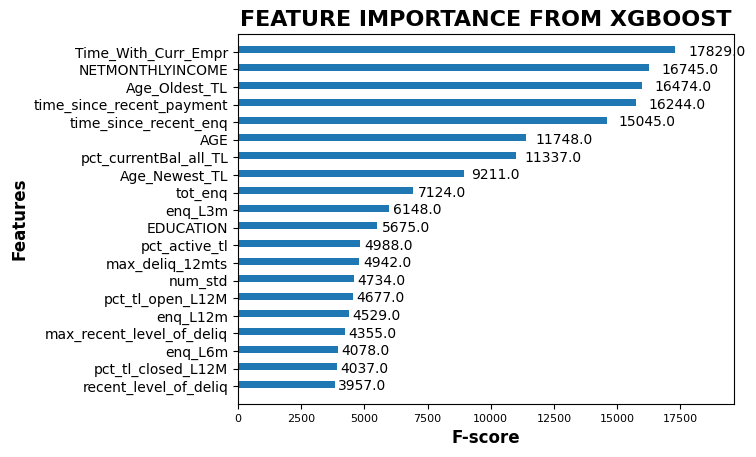 FEATURE IMPORTANCE FROM XGBOOST
Time_With_Curr_Empr 17829.0
NETMONTHLYINCOME 16745.0
Age_Oldest_TL 16474.0
time_since_recent_payment 16244.0
time_since_recent_enq 15045.0
AGE 11748.0
pct_currentBal_all_TL 11337.0
Age_Newest_TL 9211.0
tot_enq 7124.0
enq_L3m 6148.0
EDUCATION 5675.0
pct_active_tl 4988.0
max_deliq_12mts 4942.0
num_std 4734.0
pct_tl_open_L12M 4677.0
enq_L12m 4529.0
max_recent_level_of_deliq 4355.0
enq_L6m 4078.0
pct_tl_closed_L12M 4037.0
recent_level_of_deliq 3957.0
Features
0 2500 5000 7500 10000 12500 15000 17500
F-score